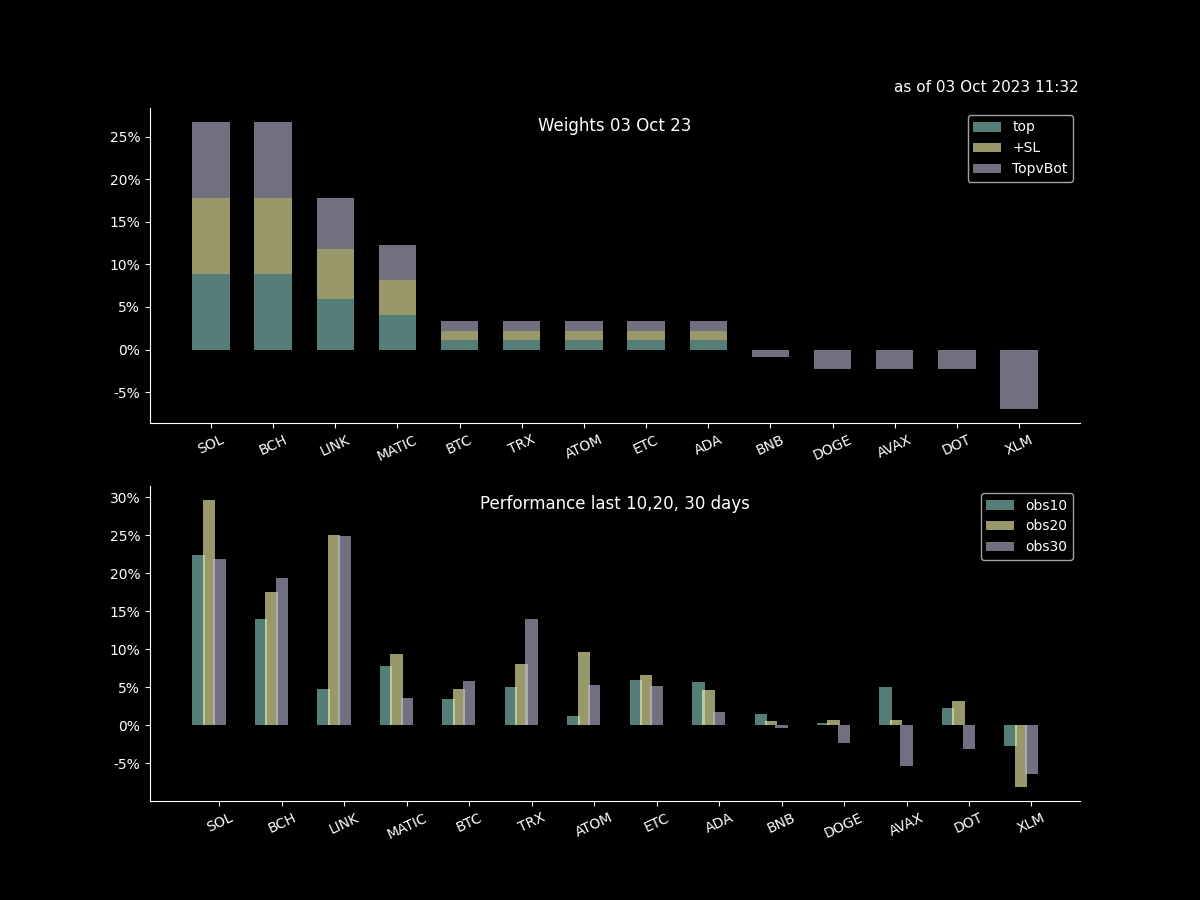 as of 03 Oct 2023 11:32
Weights 03 Oct 23
top
+SL
TopvBot
25%
20%
15%
10%
5%
0%
-5%
SOL BCH LINK MATIC BTC TRX ATOM ETC ADA BNB DOGE AVAX DOT XLM
Performance last 10,20, 30 days
obs10
obs20
obs30
30%
25%
20%
15%
10%
5%
0%
-5%
SOL BCH LINK MATIC BTC TRX ATOM ETC ADA BNB DOGE AVAX DOT XLM